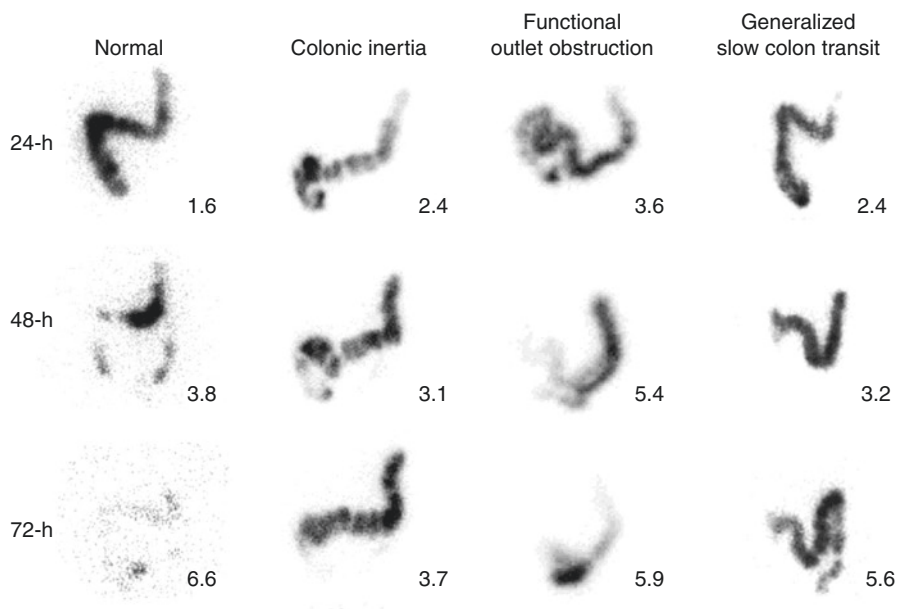 Normal
Colonic inertia
Functional
outlet obstruction
Generalized
slow colon transit
24-h
1.6
2.4
3.6
2.4
48-h
3.8
3.1
5.4
3.2
72-h
6.6
3.7
5.9
5.6